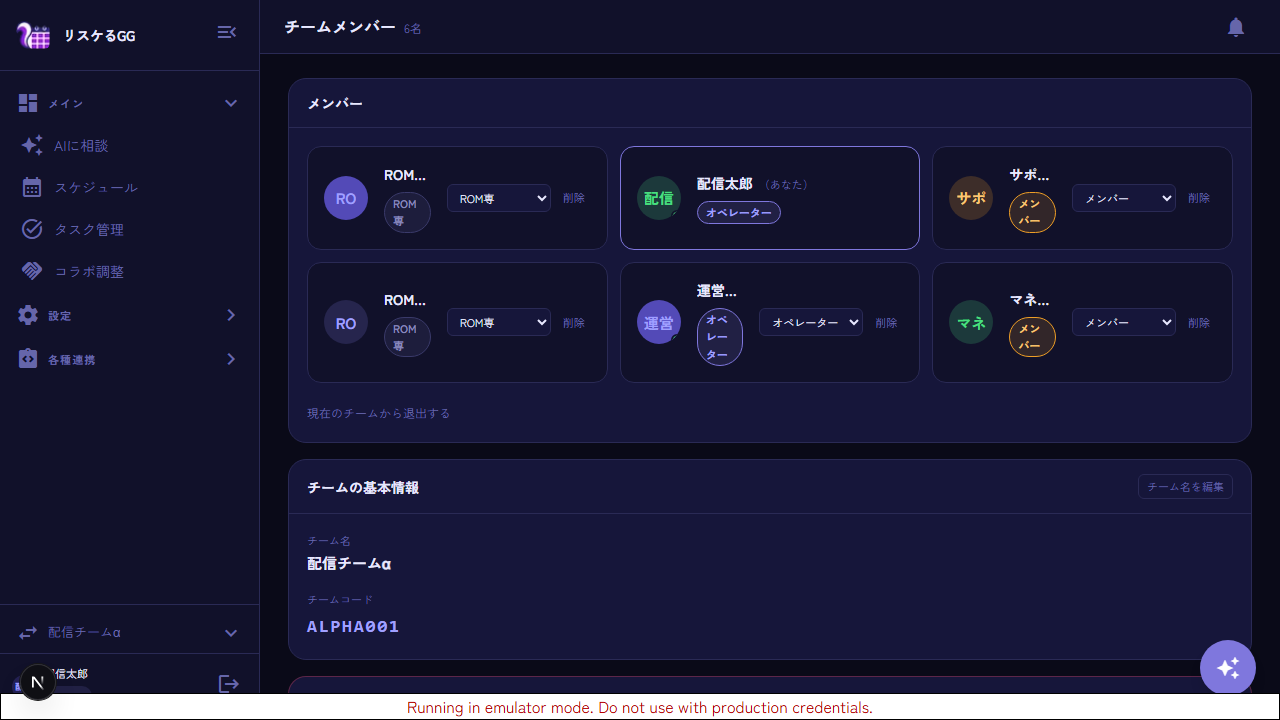 リスケるGG
メイン
AIに相談
スケジュール
タスク管理
コラボ調整
設定
各種連携
配信チームα
信太郎
N
チームメンバー 6名
メンバー
RO
ROM...
ROM
専
ROM専
削除
配信
配信太郎 （あなた）
オペレーター
サポ
サポ...
メン
バー
メンバー
削除
RO
ROM...
ROM
専
ROM専
削除
運営
運営...
オペ
レー
ター
オペレーター
削除
マネ
マネ...
メン
バー
メンバー
削除
現在のチームから退出する
チームの基本情報
チーム名を編集
チーム名
配信チームα
チームコード
ALPHA001
Running in emulator mode. Do not use with production credentials.